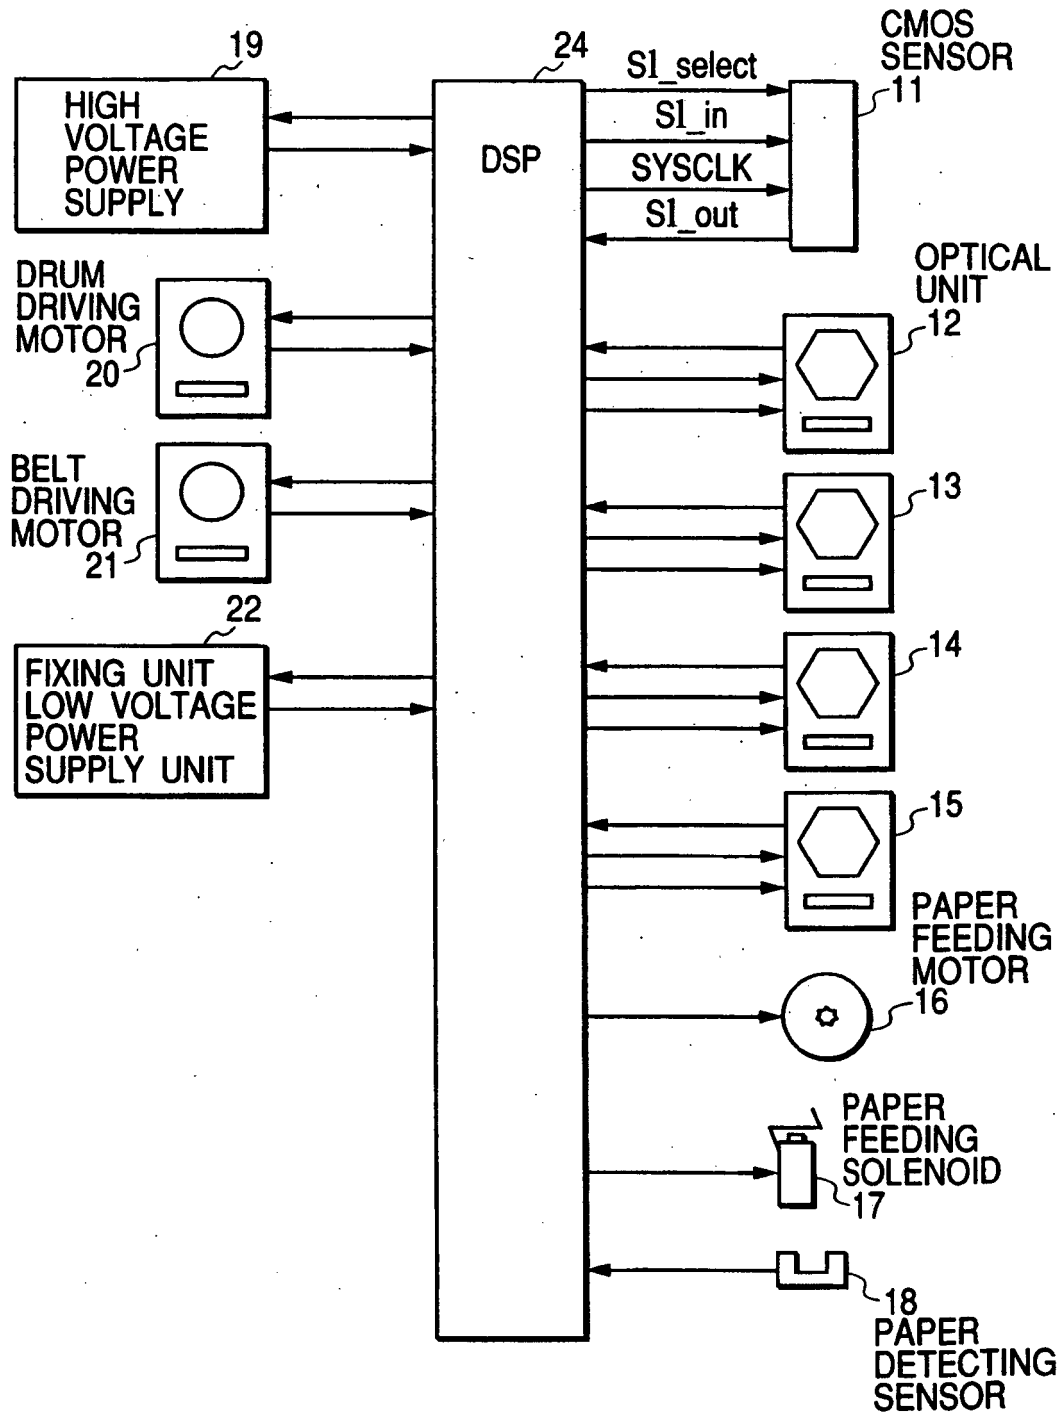 19
HIGH
VOLTAGE
POWER
SUPPLY
DRUM
DRIVING
MOTOR
20
BELT
DRIVING
MOTOR
21
22
FIXING UNIT
LOW VOLTAGE
POWER
SUPPLY UNIT
24
DSP
S1_select
S1_in
SYSCLK
S1_out
CMOS
SENSOR
11
OPTICAL
UNIT
12
13
14
15
PAPER
FEEDING
MOTOR
16
PAPER
FEEDING
SOLENOID
17
18
PAPER
DETECTING
SENSOR